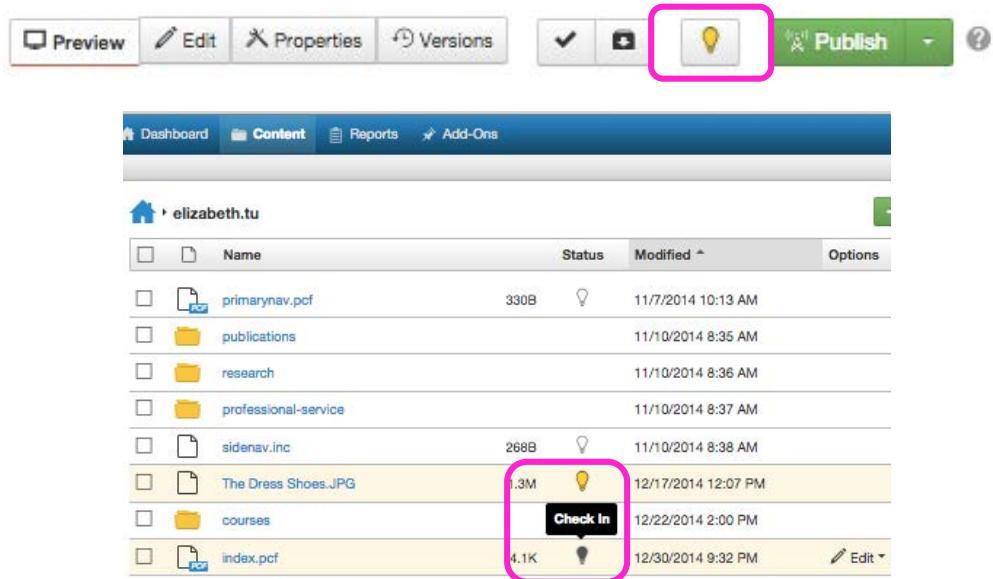 Preview Edit Properties Versions Publish
Dashboard Content Reports Add-Ons
elizabeth.tu
Name Status Modified Options
PCF primarynav.pcf 330B 11/7/2014 10:13 AM
publications 11/10/2014 8:35 AM
research 11/10/2014 8:36 AM
professional-service 11/10/2014 8:37 AM
sidenav.inc 268B 11/10/2014 8:38 AM
The Dress Shoes.JPG 1.3M 12/17/2014 12:07 PM
courses Check In 12/22/2014 2:00 PM
PCF index.pcf 4.1K 12/30/2014 9:32 PM Edit